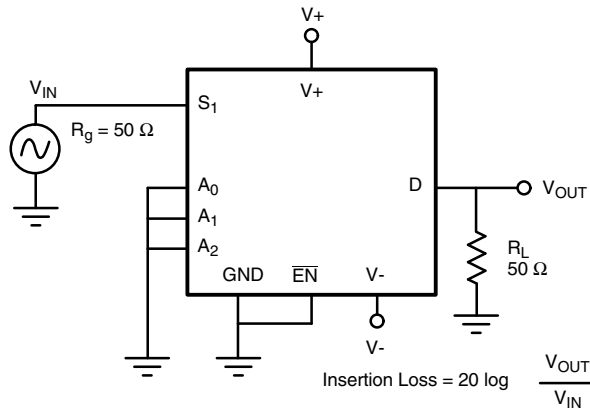 V+
V+
VIN
S1
Rg = 50 Ω
A0
D
VOUT
A1
A2
RL
50 Ω
GND
EN
V-
V-
Insertion Loss = 20 log VOUT
VIN